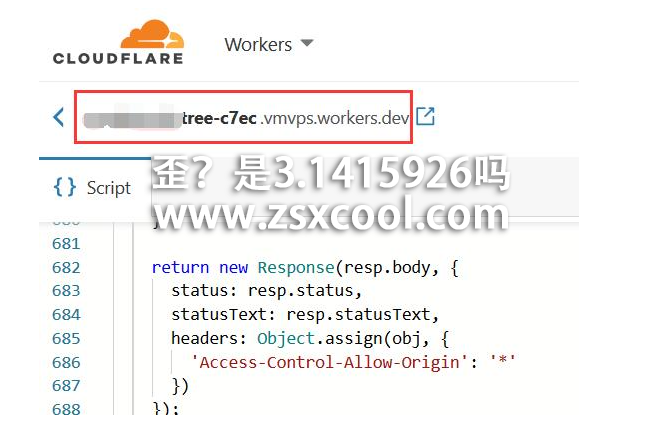 CLOUDFLARE
Workers
tree-c7ec .vmvps.workers.dev
{} Script
歪？是3.1415926吗
www.zsxcool.com
681
682 return new Response(resp.body, {
683 status: resp.status,
684 statusText: resp.statusText,
685 headers: Object.assign(obj, {
686 'Access-Control-Allow-Origin': '*'
687 })
688 });